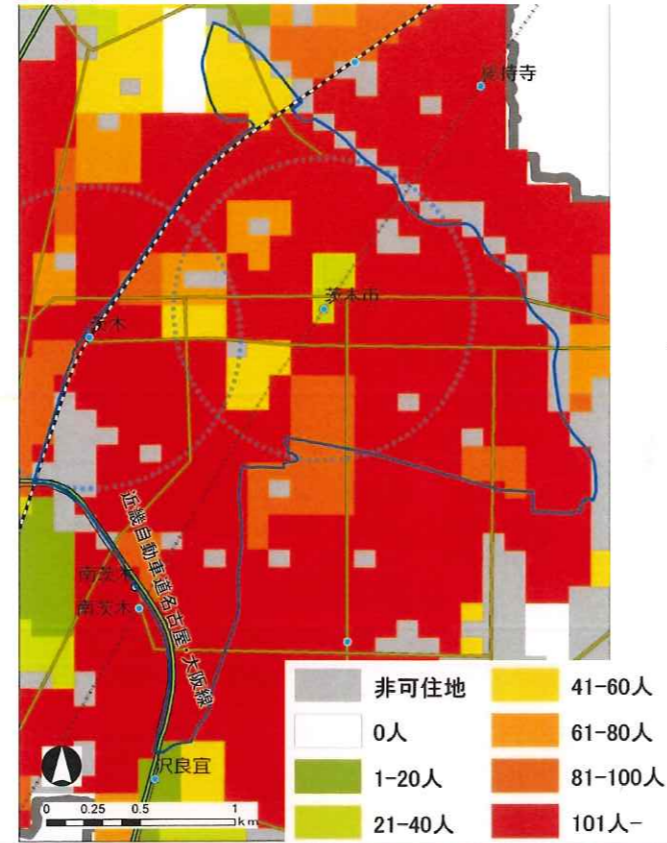 総持寺
茨木市
茨木
近畿自動車道名古屋・大阪線
南茨木
南茨木
沢良宜
0 0.25 0.5 1
km
非可住地
0人
1-20人
21-40人
41-60人
61-80人
81-100人
101人-